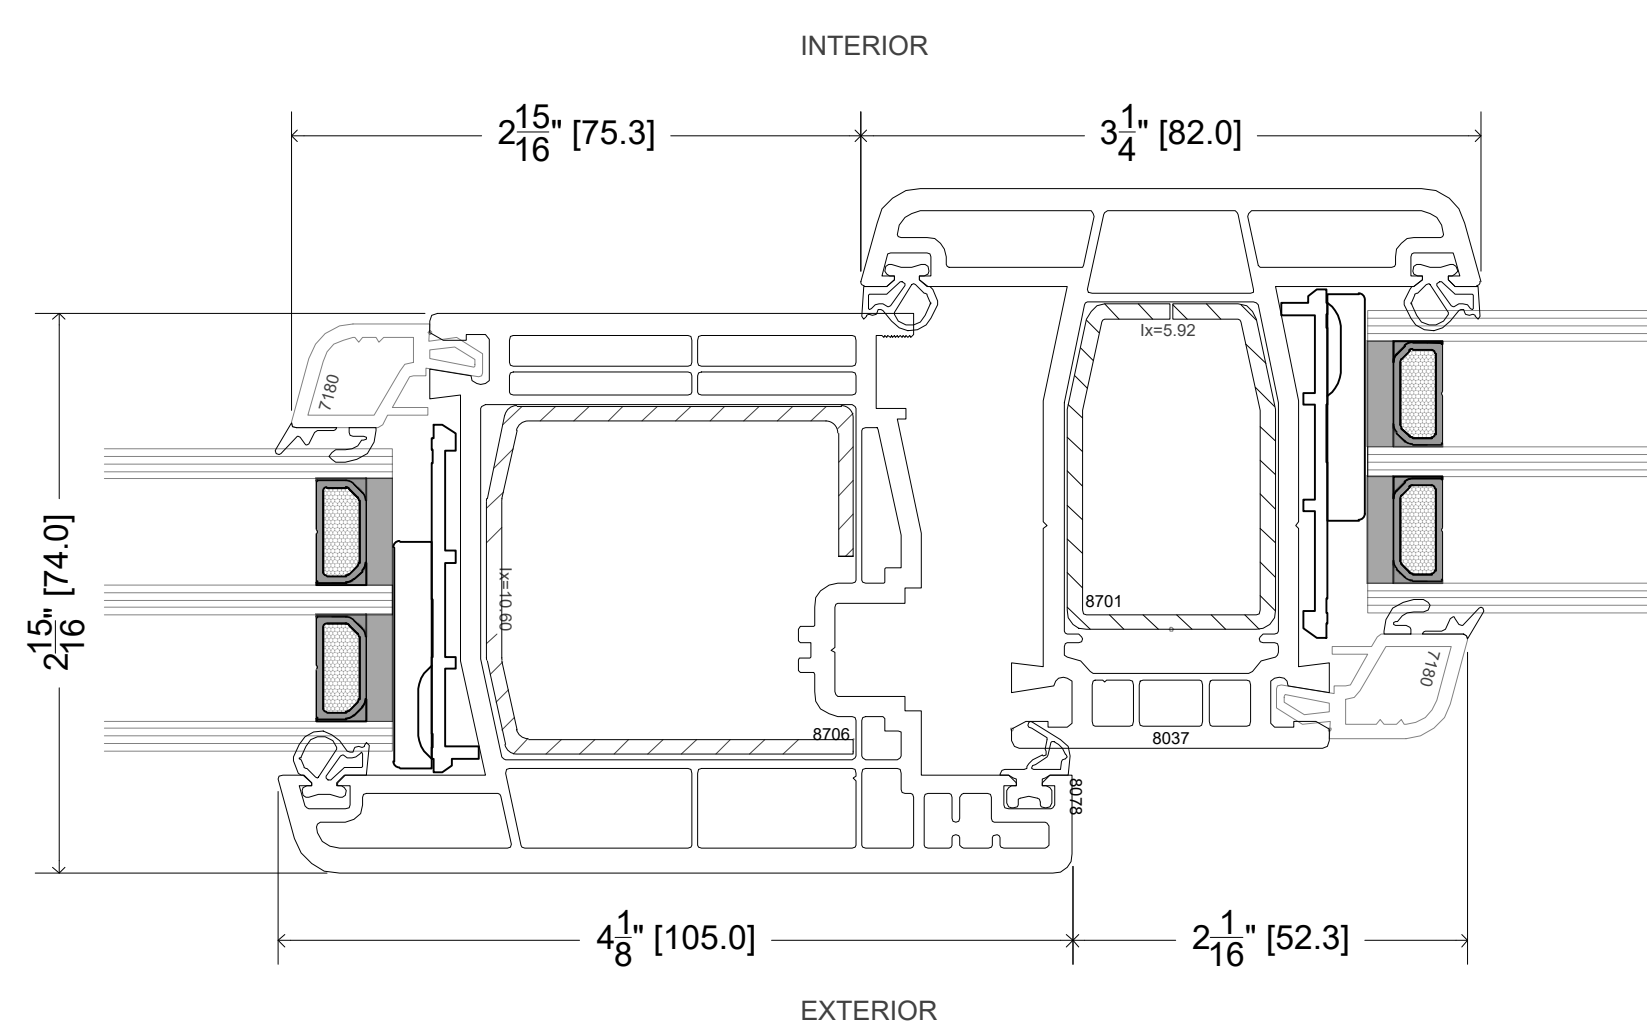 INTERIOR
2 15/16" [75.3]
3 1/4" [82.0]
Ix=5.92
7180
2 15/16" [74.0]
Ix=10.60
8701
7180
8706
8037
8078
4 1/8" [105.0]
2 1/16" [52.3]
EXTERIOR